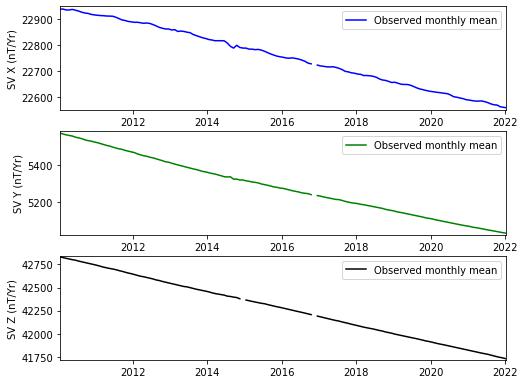 22900
22800
22700
22600
SV X (nT/Yr)
Observed monthly mean
2012 2014 2016 2018 2020 2022
5400
5200
SV Y (nT/Yr)
Observed monthly mean
2012 2014 2016 2018 2020 2022
42750
42500
42250
42000
41750
SV Z (nT/Yr)
Observed monthly mean
2012 2014 2016 2018 2020 2022